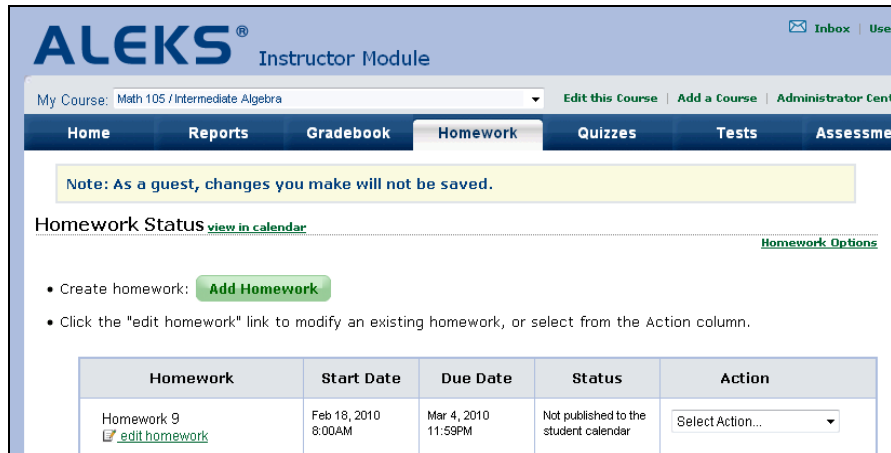 ALEKS®
Instructor Module
Inbox | Use
My Course: Math 105 / Intermediate Algebra
Edit this Course | Add a Course | Administrator Cent
Home Reports Gradebook Homework Quizzes Tests Assessme
Note: As a guest, changes you make will not be saved.
Homework Status view in calendar
Homework Options
• Create homework: Add Homework
• Click the "edit homework" link to modify an existing homework, or select from the Action column.
Homework Start Date Due Date Status Action
Homework 9
edit homework
Feb 18, 2010
8:00AM
Mar 4, 2010
11:59PM
Not published to the
student calendar
Select Action...